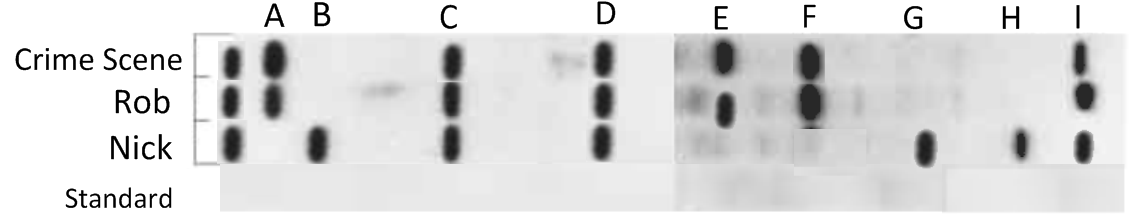 A B C D E F G H I
Crime Scene
Rob
Nick
Standard